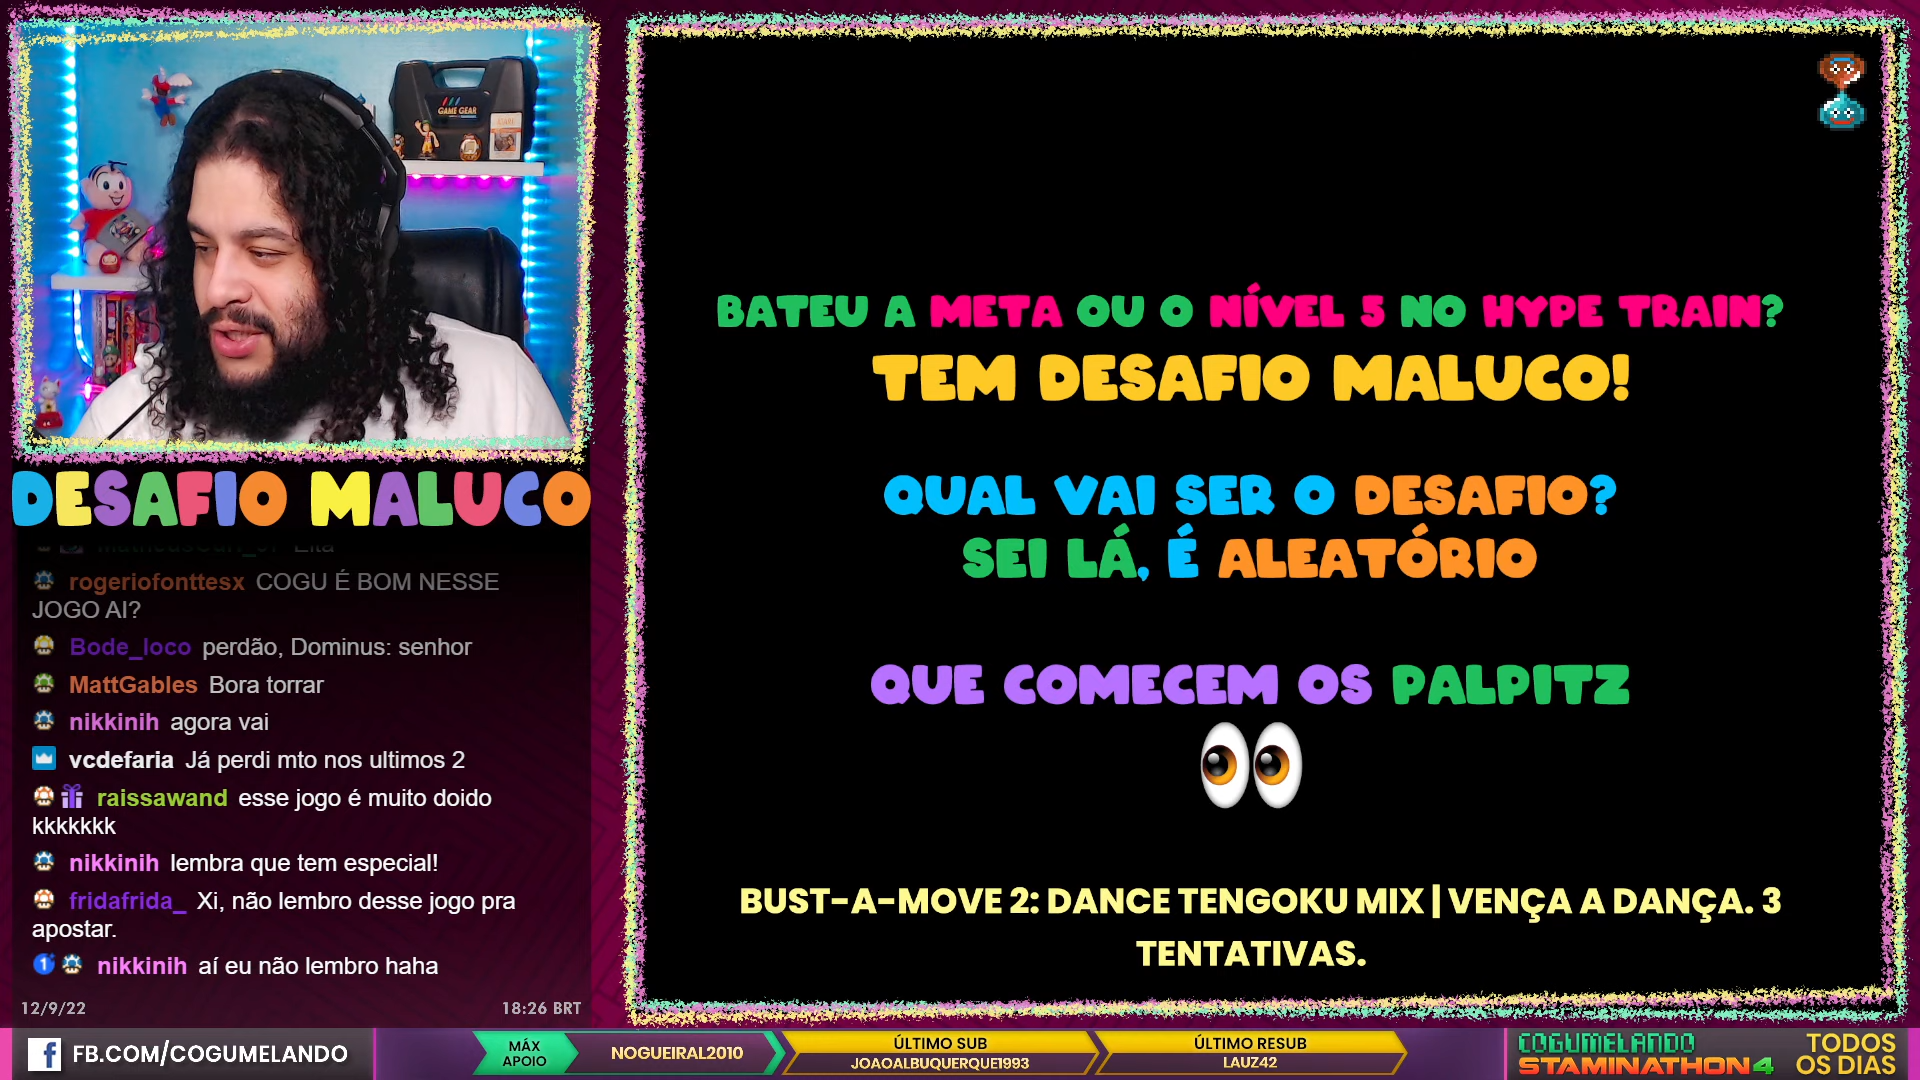 GAME GEAR
DESAFIO MALUCO
rogeriofonttesx COGU É BOM NESSE
JOGO AI?
Bode_loco perdão, Dominus: senhor
MattGables Bora torrar
nikkinih agora vai
vcdefaria Já perdi mto nos ultimos 2
raissawand esse jogo é muito doido
kkkkkkk
nikkinih lembra que tem especial!
fridafrida_ Xi, não lembro desse jogo pra
apostar.
1 nikkinih aí eu não lembro haha
12/9/22 18:26 BRT
BATEU A META OU O NÍVEL 5 NO HYPE TRAIN?
TEM DESAFIO MALUCO!
QUAL VAI SER O DESAFIO?
SEI LÁ, É ALEATÓRIO
QUE COMECEM OS PALPITZ
BUST-A-MOVE 2: DANCE TENGOKU MIX | VENÇA A DANÇA. 3
TENTATIVAS.
f FB.COM/COGUMELANDO
MÁX
APOIO
NOGUEIRAL2010
ÚLTIMO SUB
JOAOALBUQUERQUE1993
ÚLTIMO RESUB
LAUZ42
COGUMELANDO
STAMINATHON 4
TODOS
OS DIAS